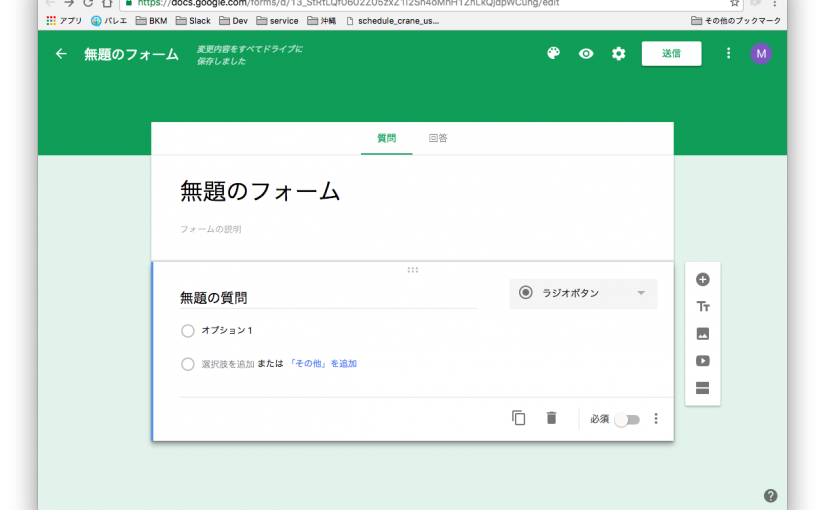 https://docs.google.com/forms/d/13_StRtLQf06022U05zxZ1I2Sh4oMnH1ZhLkQjdpWCung/edit
アプリ バレエ BKM Slack Dev service 沖縄 schedule_crane_us... その他のブックマーク
無題のフォーム
変更内容をすべてドライブに
保存しました
送信
M
質問 回答
無題のフォーム
フォームの説明
無題の質問
ラジオボタン
オプション 1
選択肢を追加 または 「その他」を追加
必須